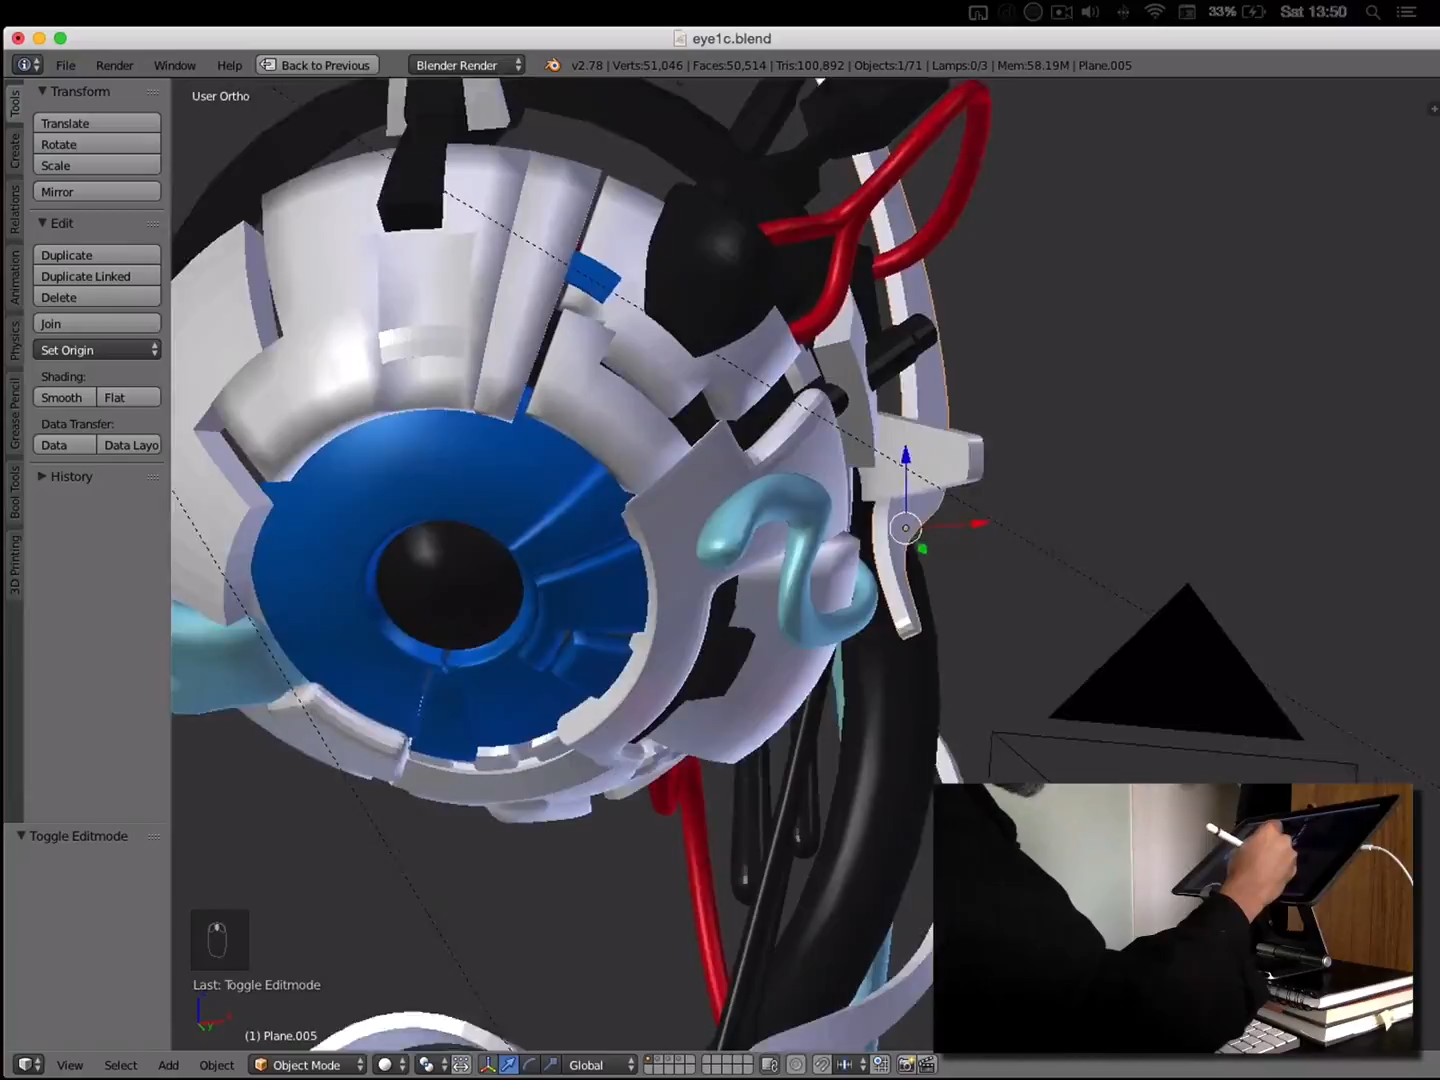 33%
Sat 13:50
eye1c.blend
File
Render
Window
Help
Back to Previous
Blender Render
v2.78 | Verts:51,046 | Faces:50,514 | Tris:100,892 | Objects:1/71 | Lamps:0/3 | Mem:58.19M | Plane.005
Tools
Create
Relations
Animation
Physics
Grease Pencil
Bool Tools
3D Printing
Transform
Translate
Rotate
Scale
Mirror
Edit
Duplicate
Duplicate Linked
Delete
Join
Set Origin
Shading:
Smooth
Flat
Data Transfer:
Data
Data Layo
History
Toggle Editmode
User Ortho
Last: Toggle Editmode
(1) Plane.005
View
Select
Add
Object
Object Mode
Global